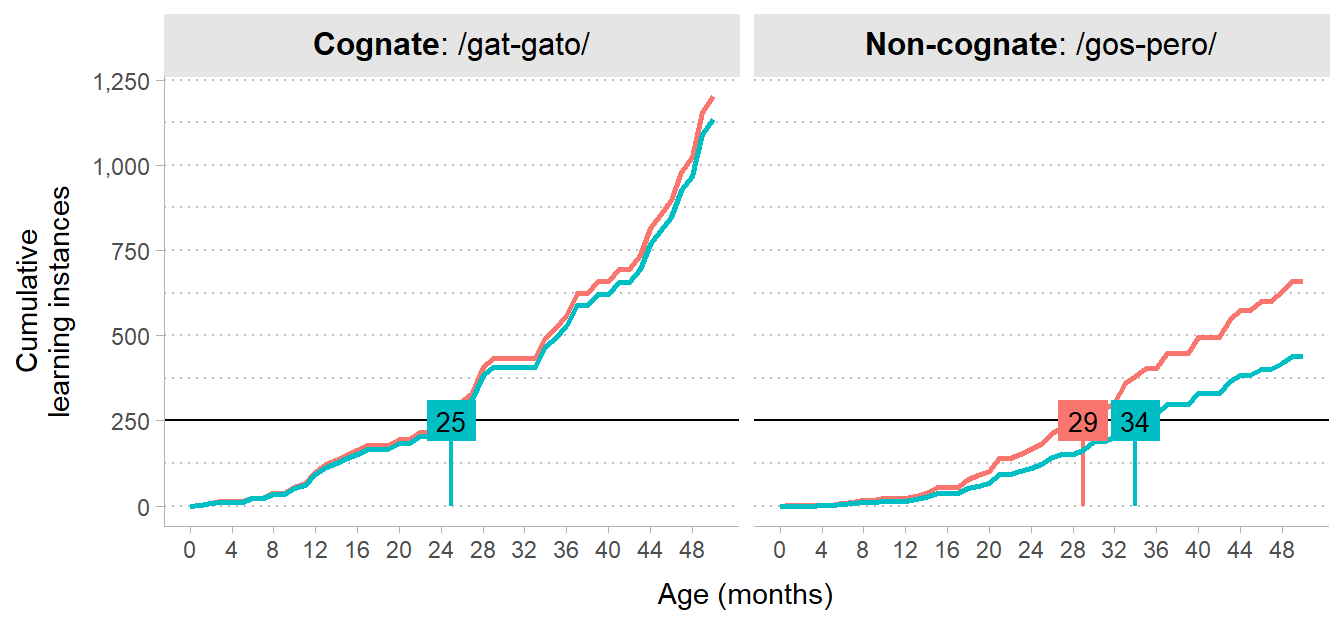 Cognate: /gat-gato/
Non-cognate: /gos-pero/
1,250
1,000
750
500
250
0
Cumulative
learning instances
25
29
34
0 4 8 12 16 20 24 28 32 36 40 44 48
0 4 8 12 16 20 24 28 32 36 40 44 48
Age (months)